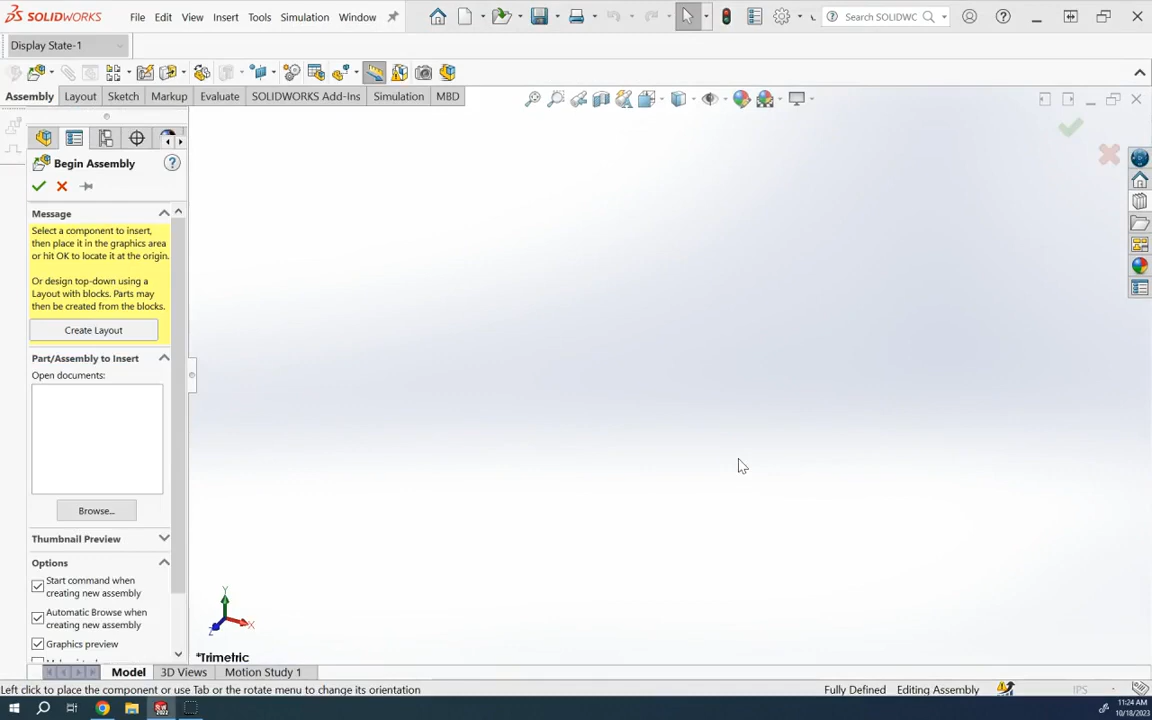 SOLIDWORKS File Edit View Insert Tools Simulation Window Search SOLIDWC
Display State-1
Assembly Layout Sketch Markup Evaluate SOLIDWORKS Add-Ins Simulation MBD
Begin Assembly
Message
Select a component to insert,
then place it in the graphics area
or hit OK to locate it at the origin.
Or design top-down using a
Layout with blocks. Parts may
then be created from the blocks.
Create Layout
Part/Assembly to Insert
Open documents:
Browse...
Thumbnail Preview
Options
Start command when
creating new assembly
Automatic Browse when
creating new assembly
Graphics preview
Y
X
Z
*Trimetric
Model 3D Views Motion Study 1
Left click to place the component or use Tab or the rotate menu to change its orientation Fully Defined Editing Assembly IPS
2022
11:24 AM
10/18/2023